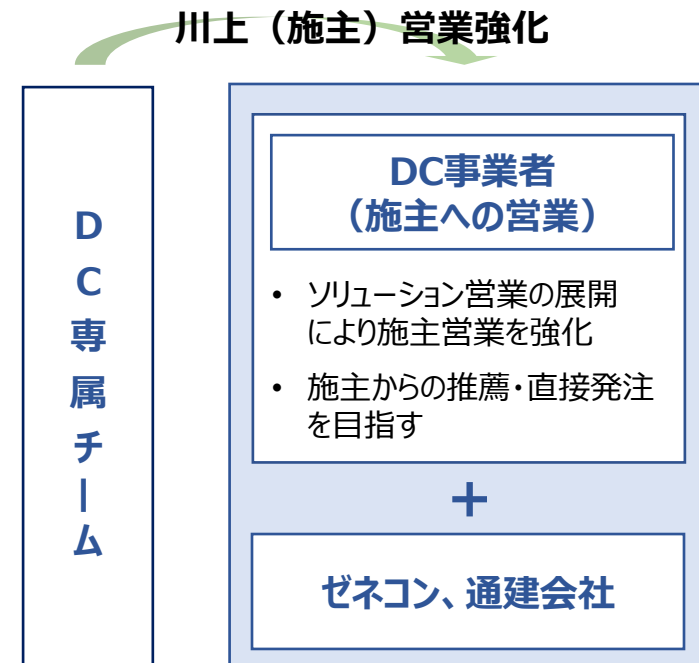 川上（施主）営業強化
DC専属チーム
DC事業者
（施主への営業）
• ソリューション営業の展開
により施主営業を強化
• 施主からの推薦・直接発注
を目指す
＋
ゼネコン、通建会社